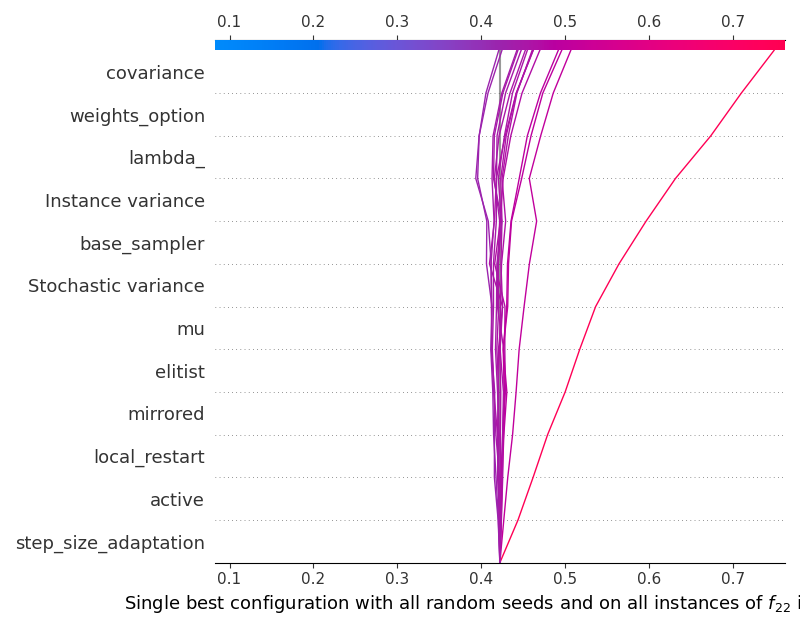 0.1 0.2 0.3 0.4 0.5 0.6 0.7
covariance
weights_option
lambda_
Instance variance
base_sampler
Stochastic variance
mu
elitist
mirrored
local_restart
active
step_size_adaptation
0.1 0.2 0.3 0.4 0.5 0.6 0.7
Single best configuration with all random seeds and on all instances of f22